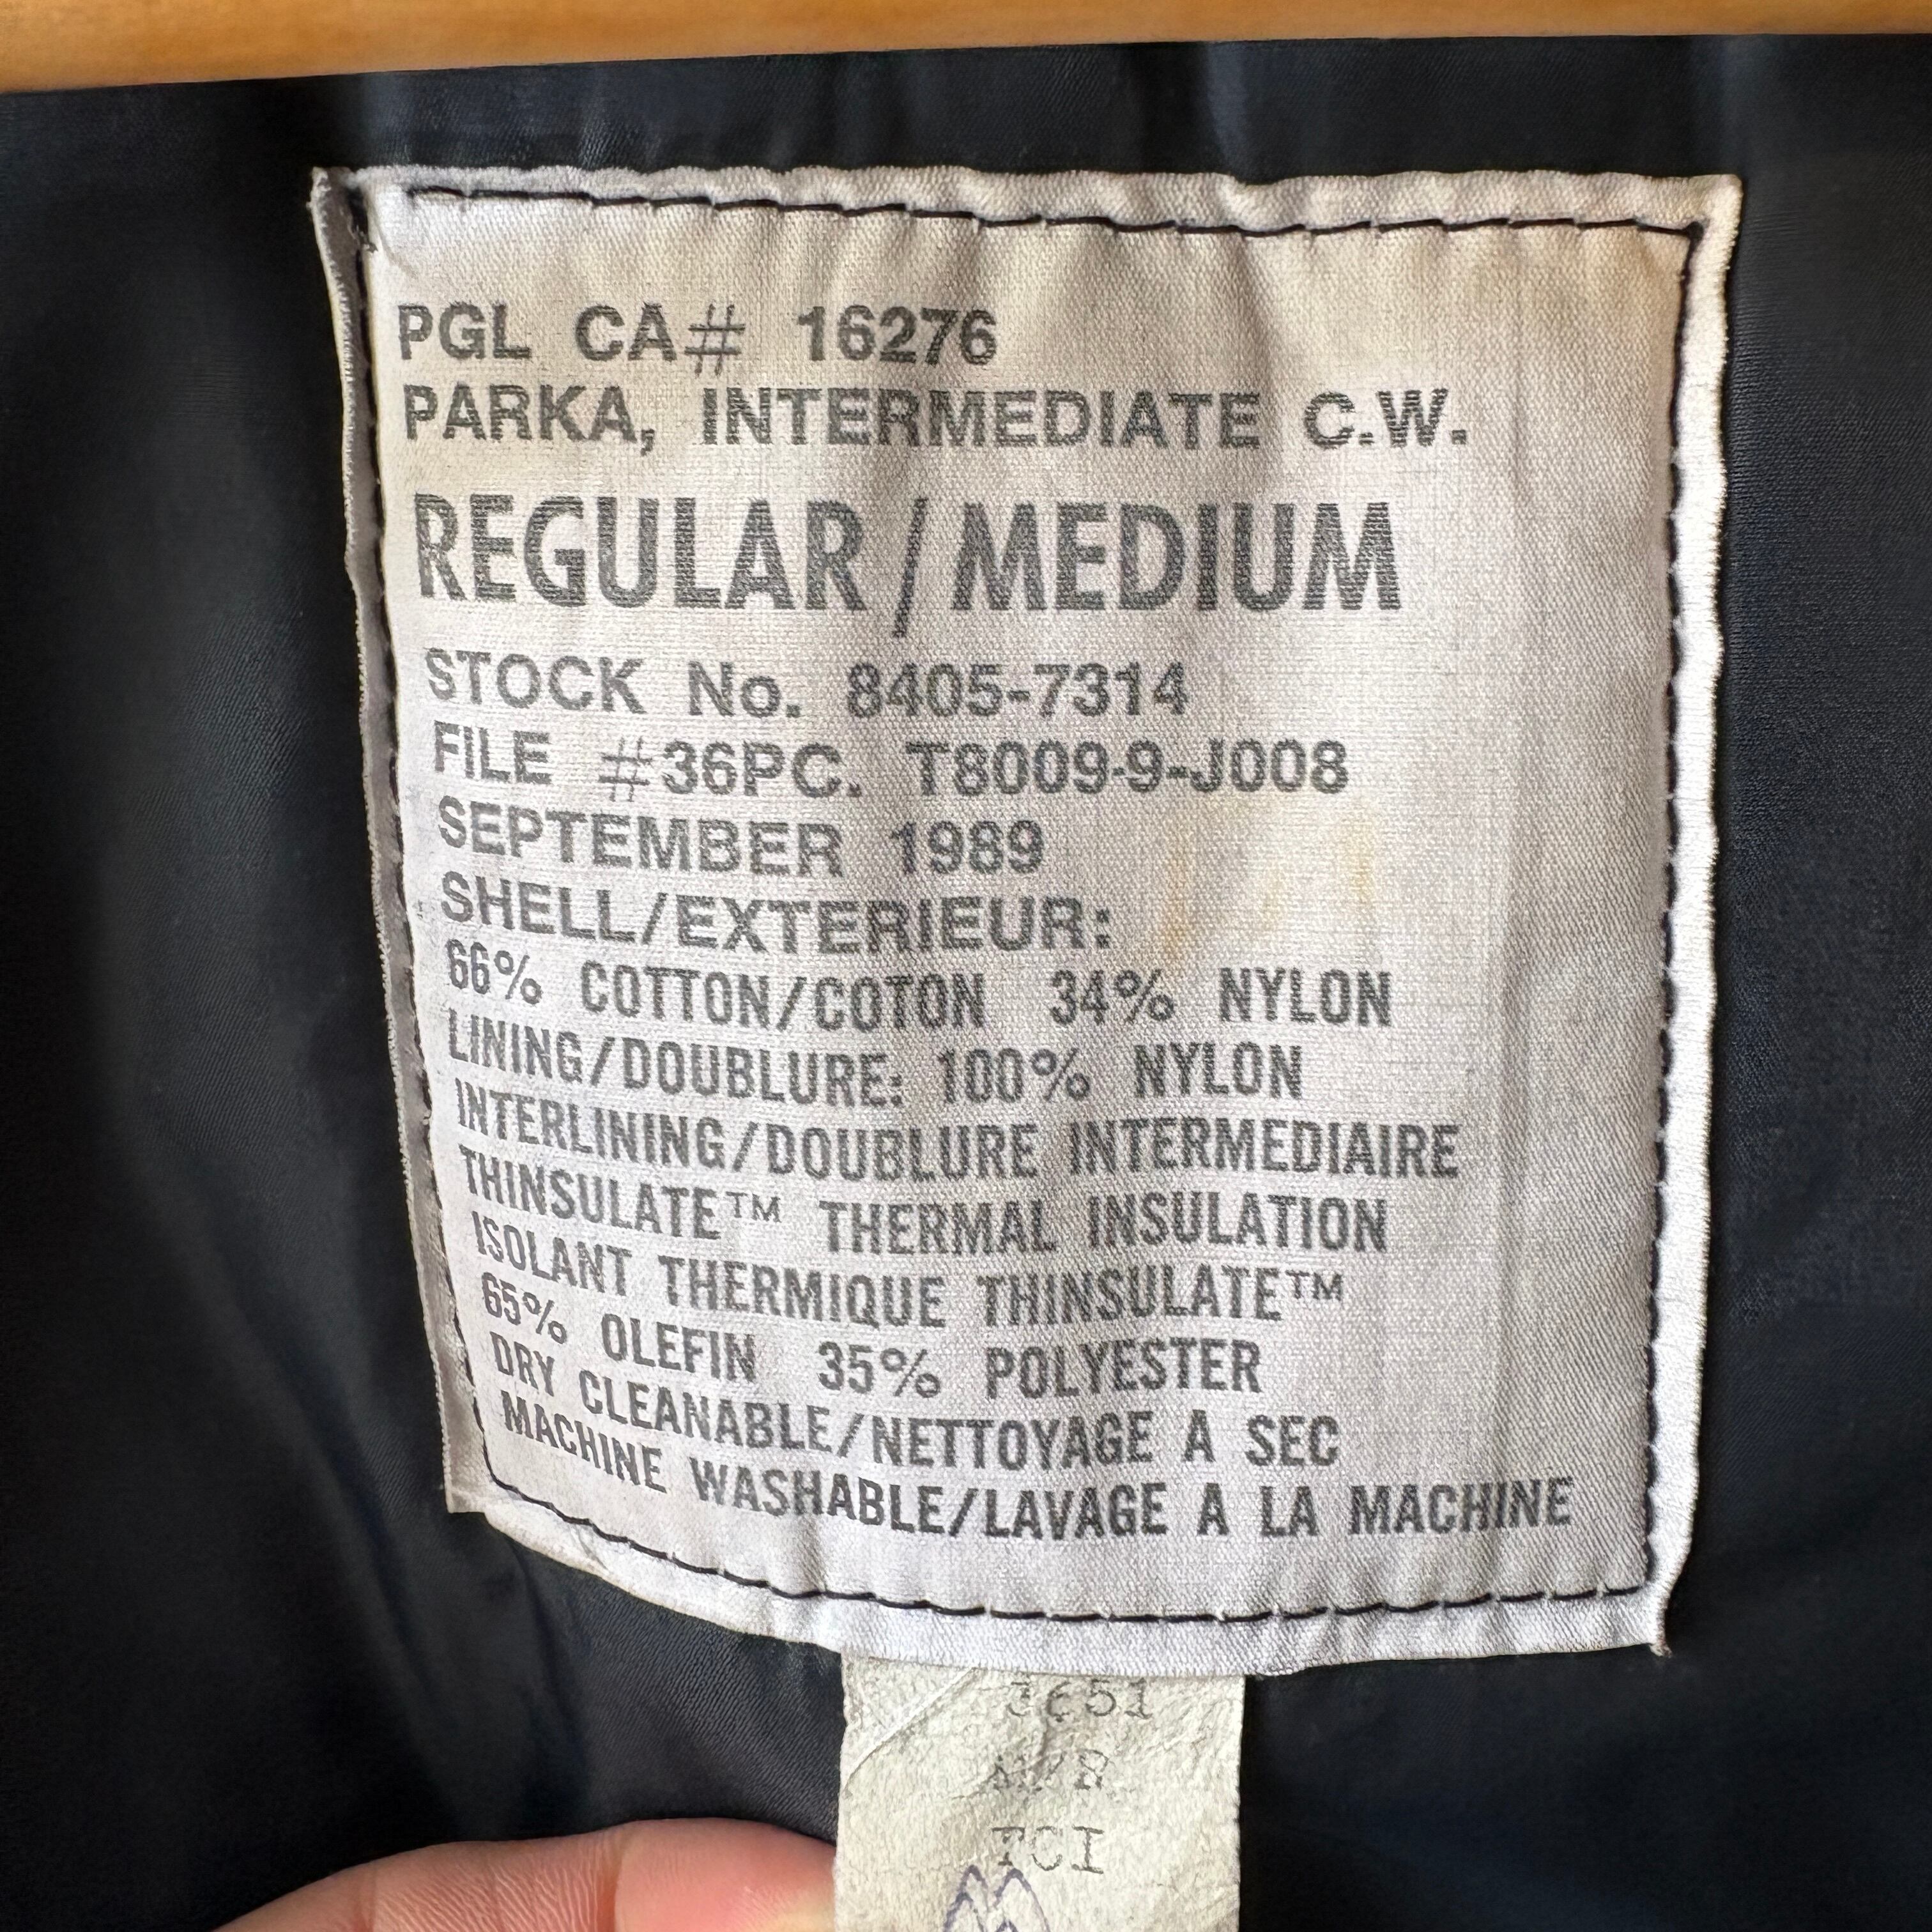 PGL CA# 16276
PARKA, INTERMEDIATE C.W.
REGULAR/MEDIUM
STOCK No. 8405-7314
FILE #36PC. T8009-9-J008
SEPTEMBER 1989
SHELL/EXTERIEUR:
66% COTTON/COTON 34% NYLON
LINING/DOUBLURE: 100% NYLON
INTERLINING/DOUBLURE INTERMEDIAIRE
THINSULATE™ THERMAL INSULATION
ISOLANT THERMIQUE THINSULATE™
65% OLEFIN 35% POLYESTER
DRY CLEANABLE/NETTOYAGE A SEC
MACHINE WASHABLE/LAVAGE A LA MACHINE